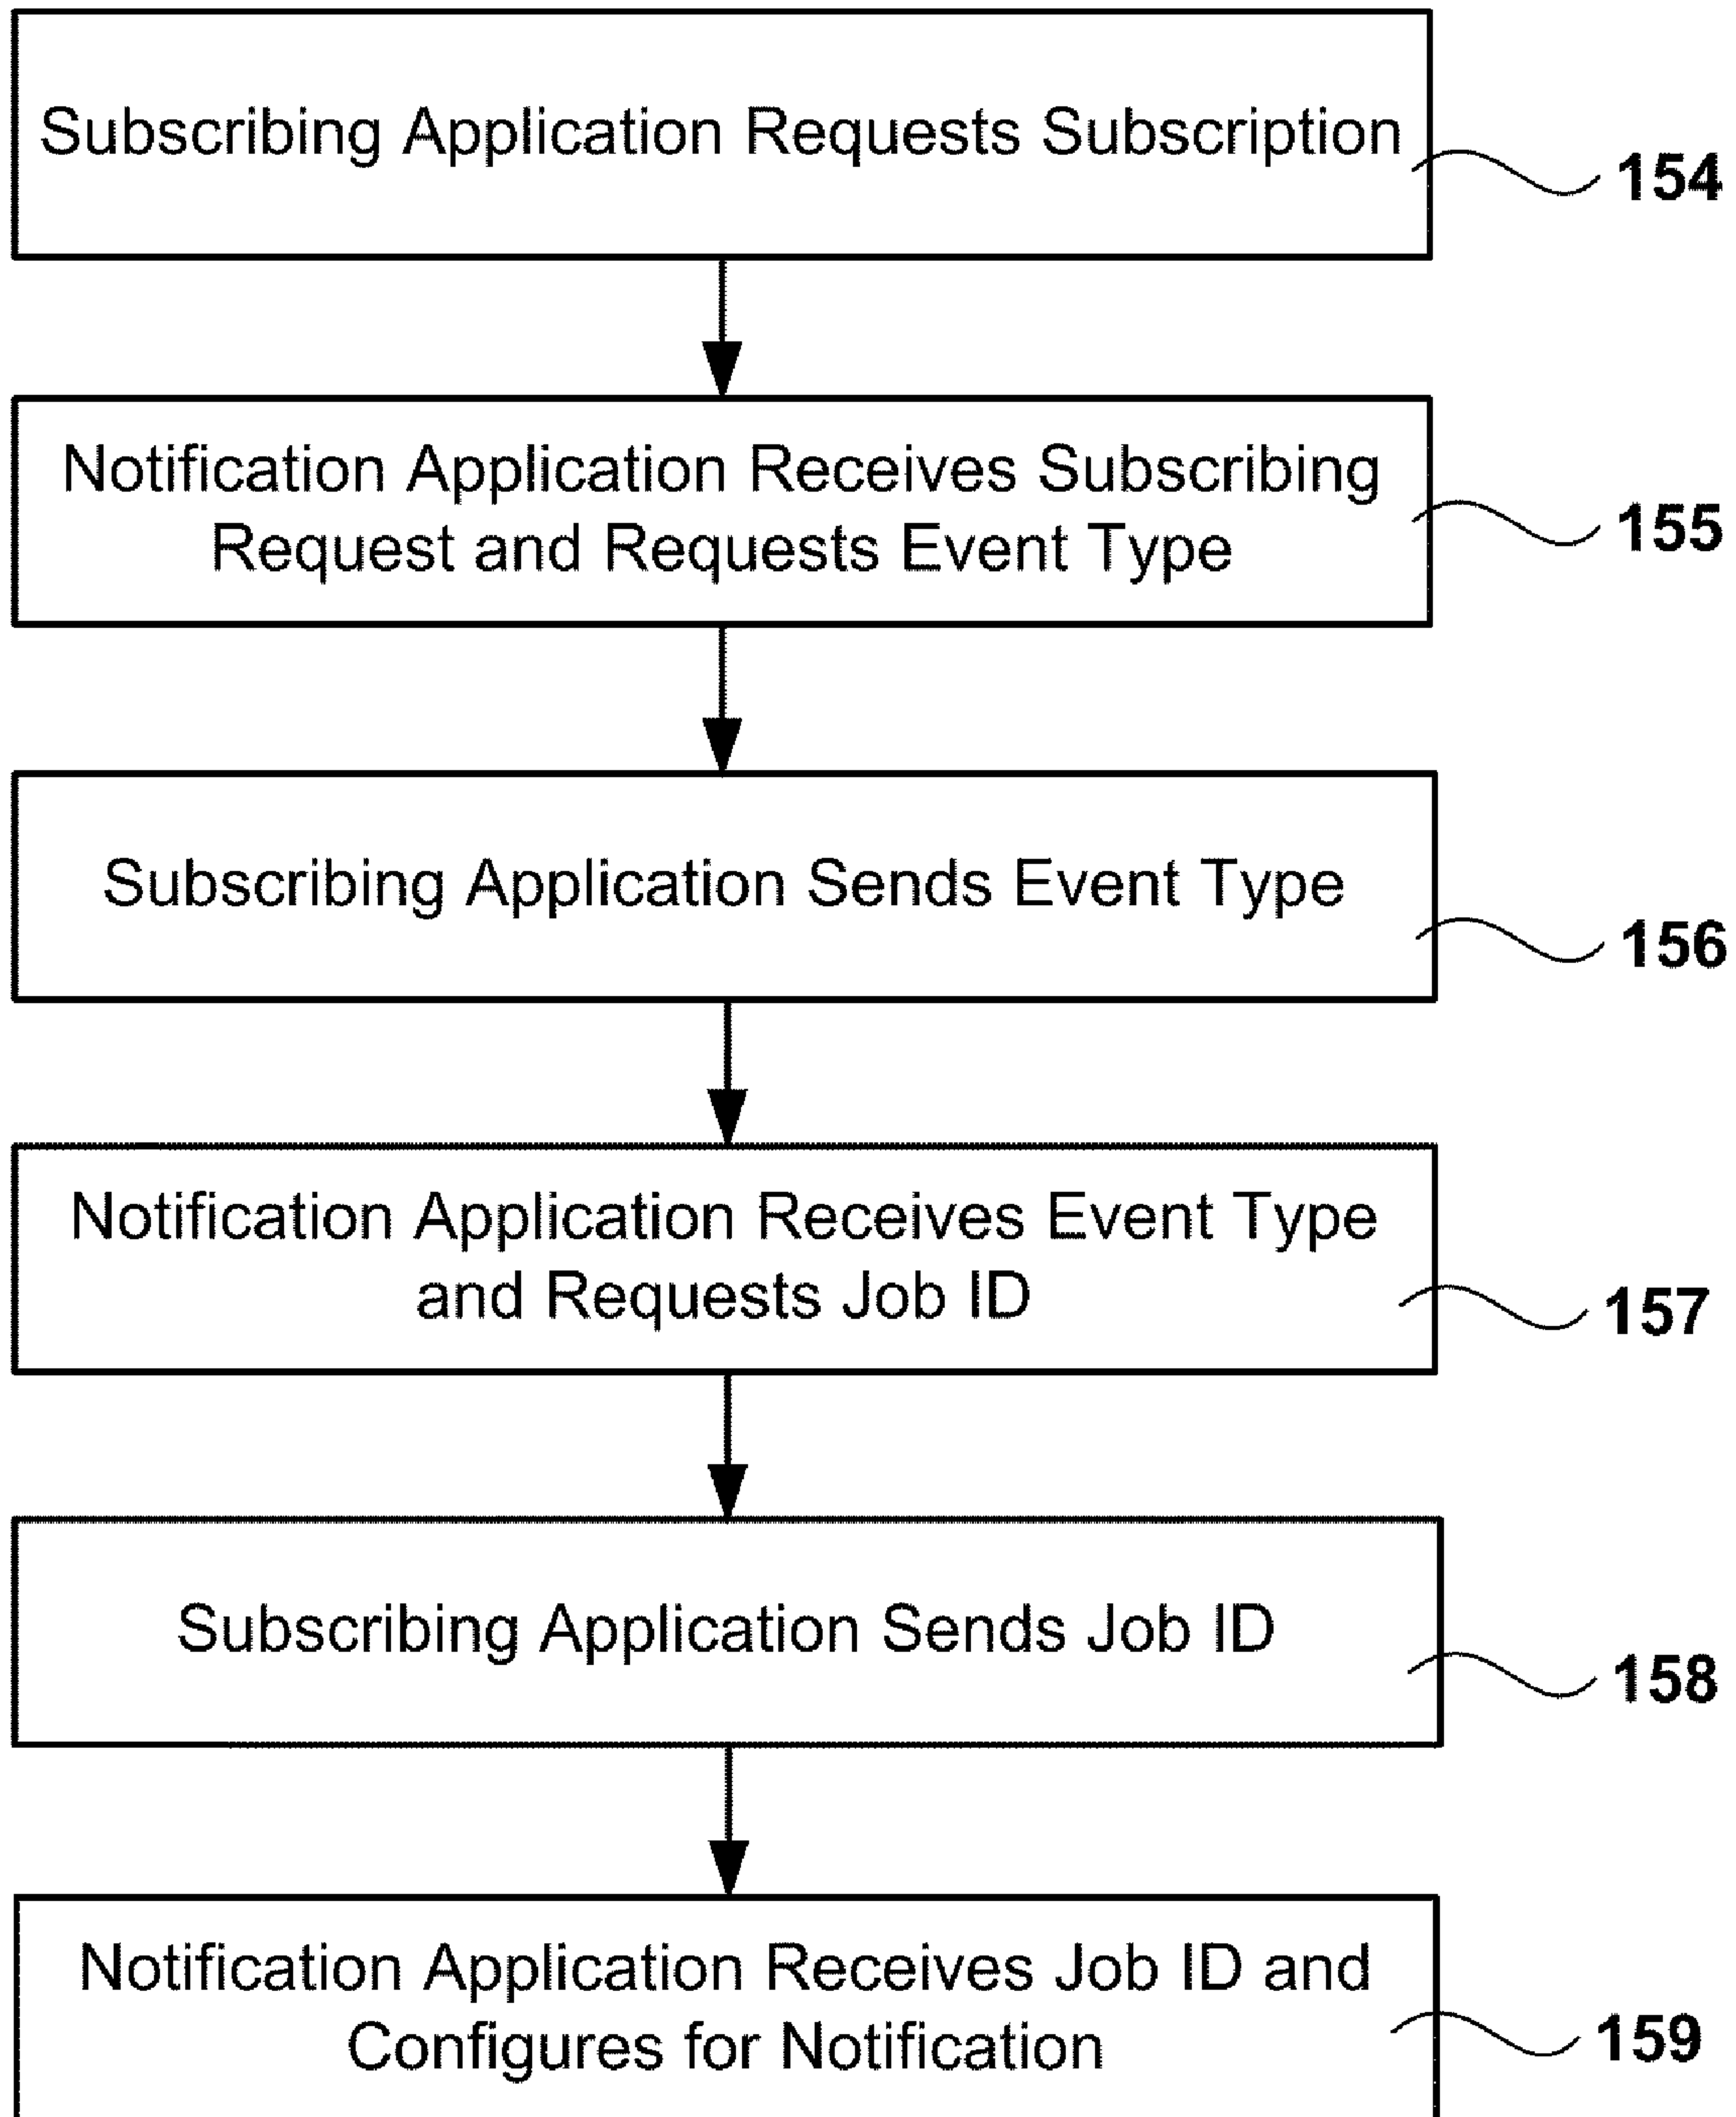 Subscribing Application Requests Subscription
154
Notification Application Receives Subscribing
Request and Requests Event Type
155
Subscribing Application Sends Event Type
156
Notification Application Receives Event Type
and Requests Job ID
157
Subscribing Application Sends Job ID
158
Notification Application Receives Job ID and
Configures for Notification
159